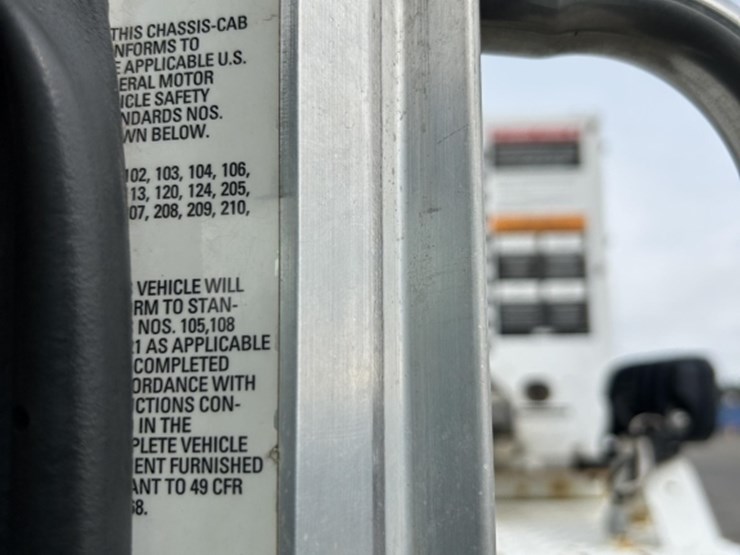 THIS CHASSIS-CAB
NFORMS TO
E APPLICABLE U.S.
ERAL MOTOR
ICLE SAFETY
NDARDS NOS.
WN BELOW.
102, 103, 104, 106,
13, 120, 124, 205,
07, 208, 209, 210,
VEHICLE WILL
RM TO STAN-
NOS. 105,108
1 AS APPLICABLE
COMPLETED
ORDANCE WITH
CTIONS CON-
IN THE
PLETE VEHICLE
ENT FURNISHED
ANT TO 49 CFR
68.